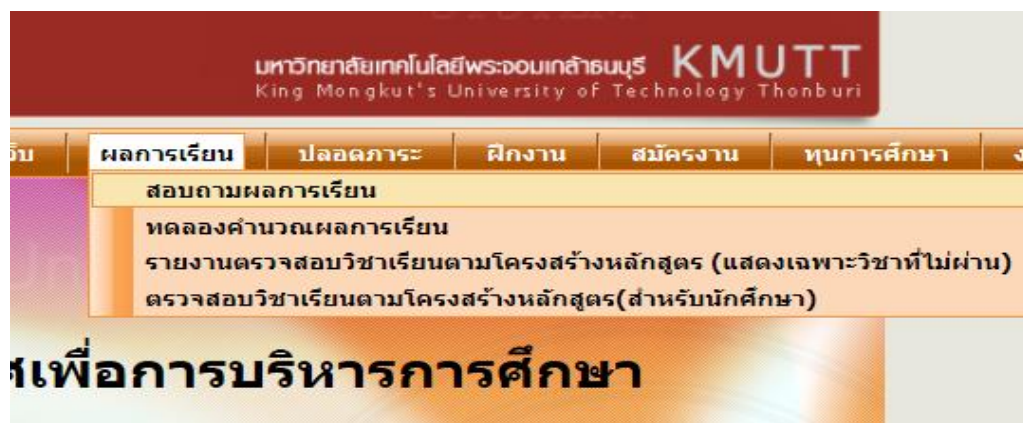 มหาวิทยาลัยเทคโนโลยีพระจอมเกล้าธนบุรี KMUTT
King Mongkut's University of Technology Thonburi
ผลการเรียน ปลอดภาระ ฝึกงาน สมัครงาน ทุนการศึกษา
สอบถามผลการเรียน
ทดลองคำนวณผลการเรียน
รายงานตรวจสอบวิชาเรียนตามโครงสร้างหลักสูตร (แสดงเฉพาะวิชาที่ไม่ผ่าน)
ตรวจสอบวิชาเรียนตามโครงสร้างหลักสูตร(สำหรับนักศึกษา)
เพื่อการบริหารการศึกษา